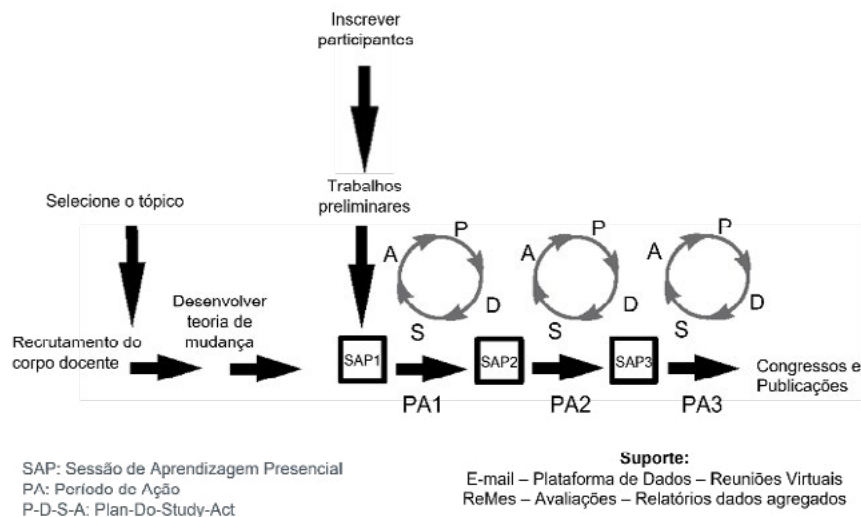 Inscrever
participantes
Trabalhos
preliminares
Selecione o tópico
Desenvolver
teoria de
mudança
Recrutamento do
corpo docente
A
P
D
S
A
P
D
S
A
P
D
S
SAP1
SAP2
SAP3
PA1
PA2
PA3
Congressos e
Publicações
SAP: Sessão de Aprendizagem Presencial
PA: Período de Ação
P-D-S-A: Plan-Do-Study-Act
Suporte:
E-mail – Plataforma de Dados – Reuniões Virtuais
ReMes – Avaliações – Relatórios dados agregados